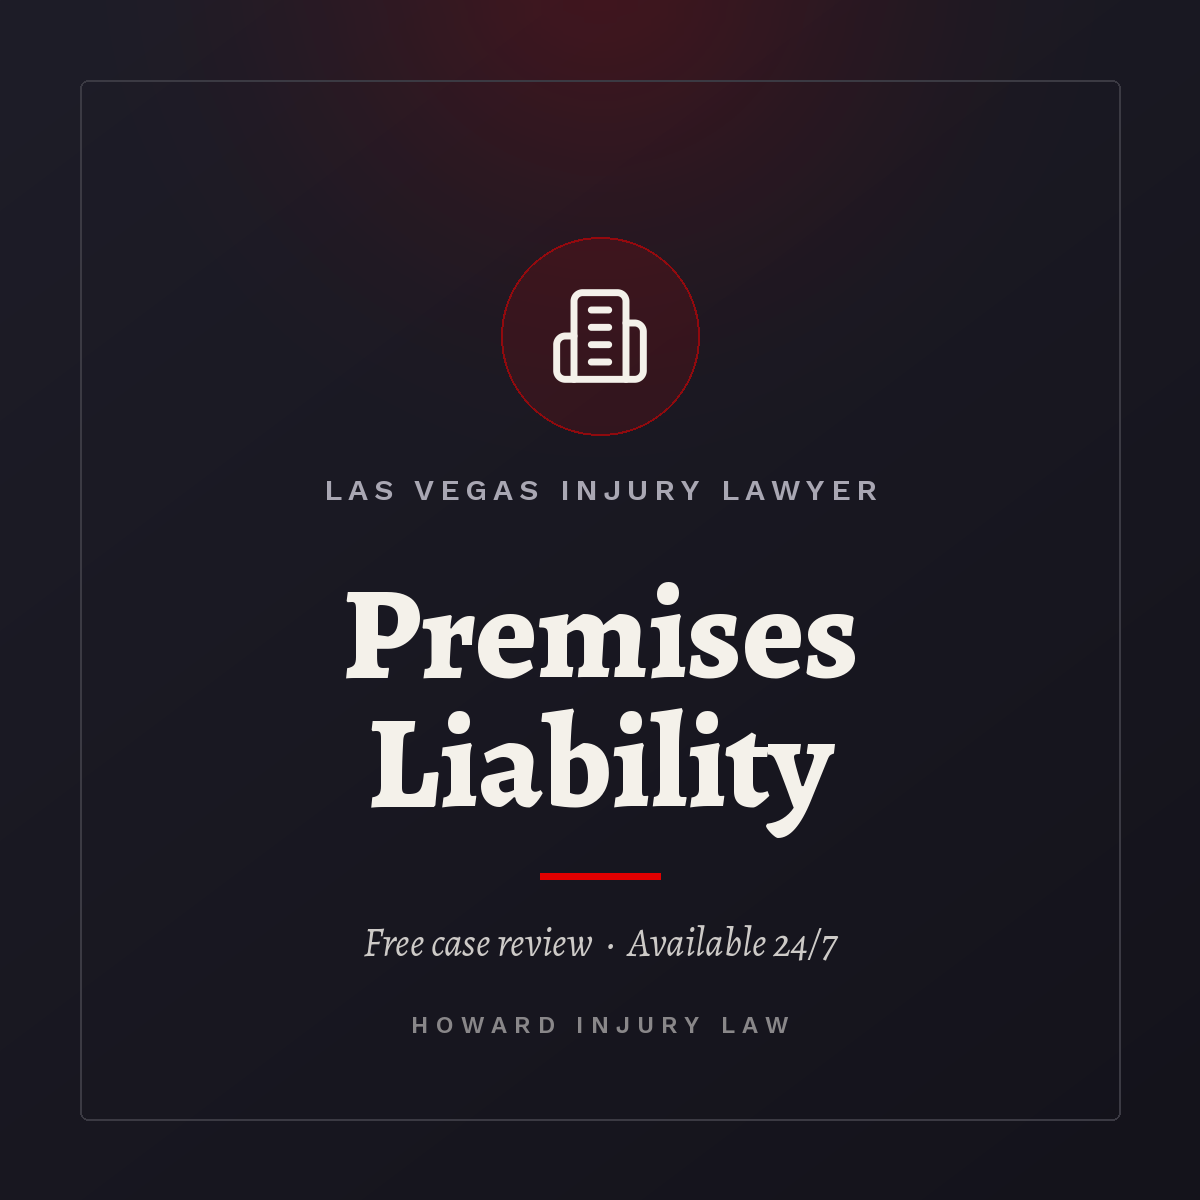 LAS VEGAS INJURY LAWYER
Premises
Liability
Free case review · Available 24/7
HOWARD INJURY LAW